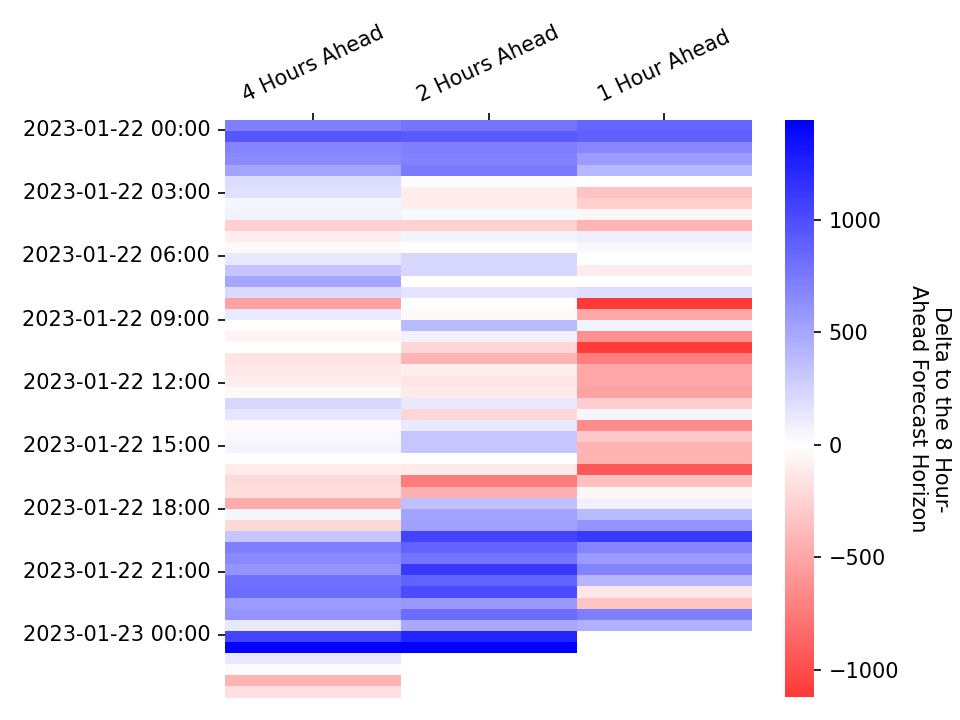 4 Hours Ahead
2 Hours Ahead
1 Hour Ahead
2023-01-22 00:00
2023-01-22 03:00
2023-01-22 06:00
2023-01-22 09:00
2023-01-22 12:00
2023-01-22 15:00
2023-01-22 18:00
2023-01-22 21:00
2023-01-23 00:00
1000
500
0
−500
−1000
Delta to the 8 Hour-
Ahead Forecast Horizon